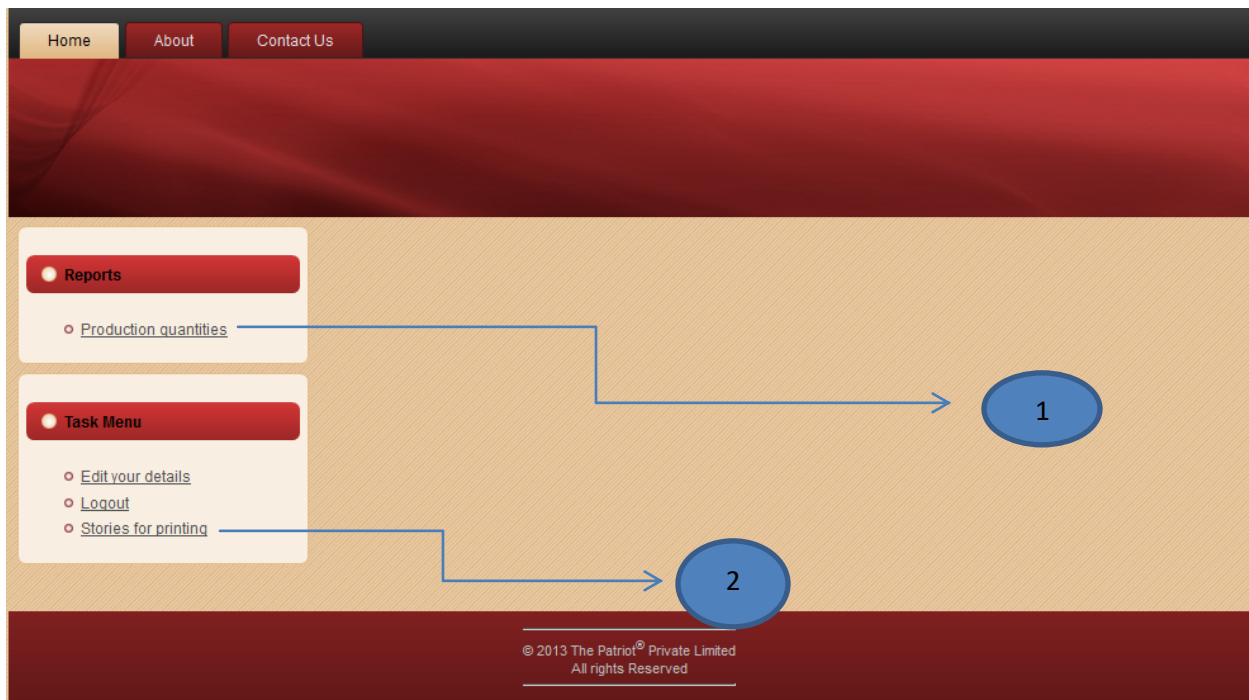 Home About Contact Us
Reports
Production quantities
1
Task Menu
Edit your details
Logout
Stories for printing
2
© 2013 The Patriot® Private Limited
All rights Reserved